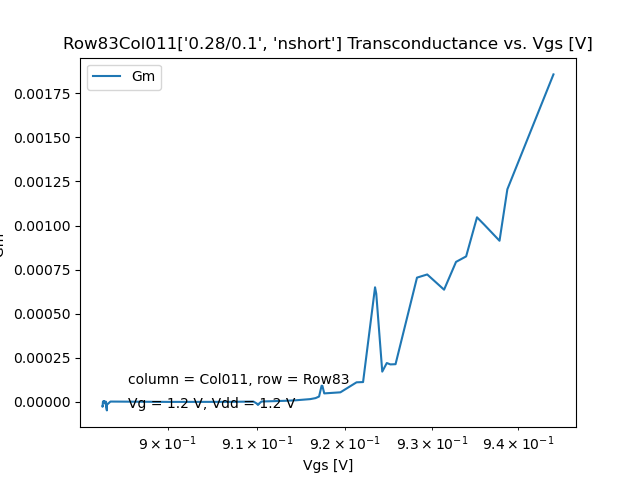 Row83Col011['0.28/0.1', 'nshort'] Transconductance vs. Vgs [V]
Gm
0.00175
0.00150
0.00125
0.00100
0.00075
0.00050
0.00025
0.00000
Gm
column = Col011, row = Row83
Vg = 1.2 V, Vdd = 1.2 V
9 × 10⁻¹ 9.1 × 10⁻¹ 9.2 × 10⁻¹ 9.3 × 10⁻¹ 9.4 × 10⁻¹
Vgs [V]